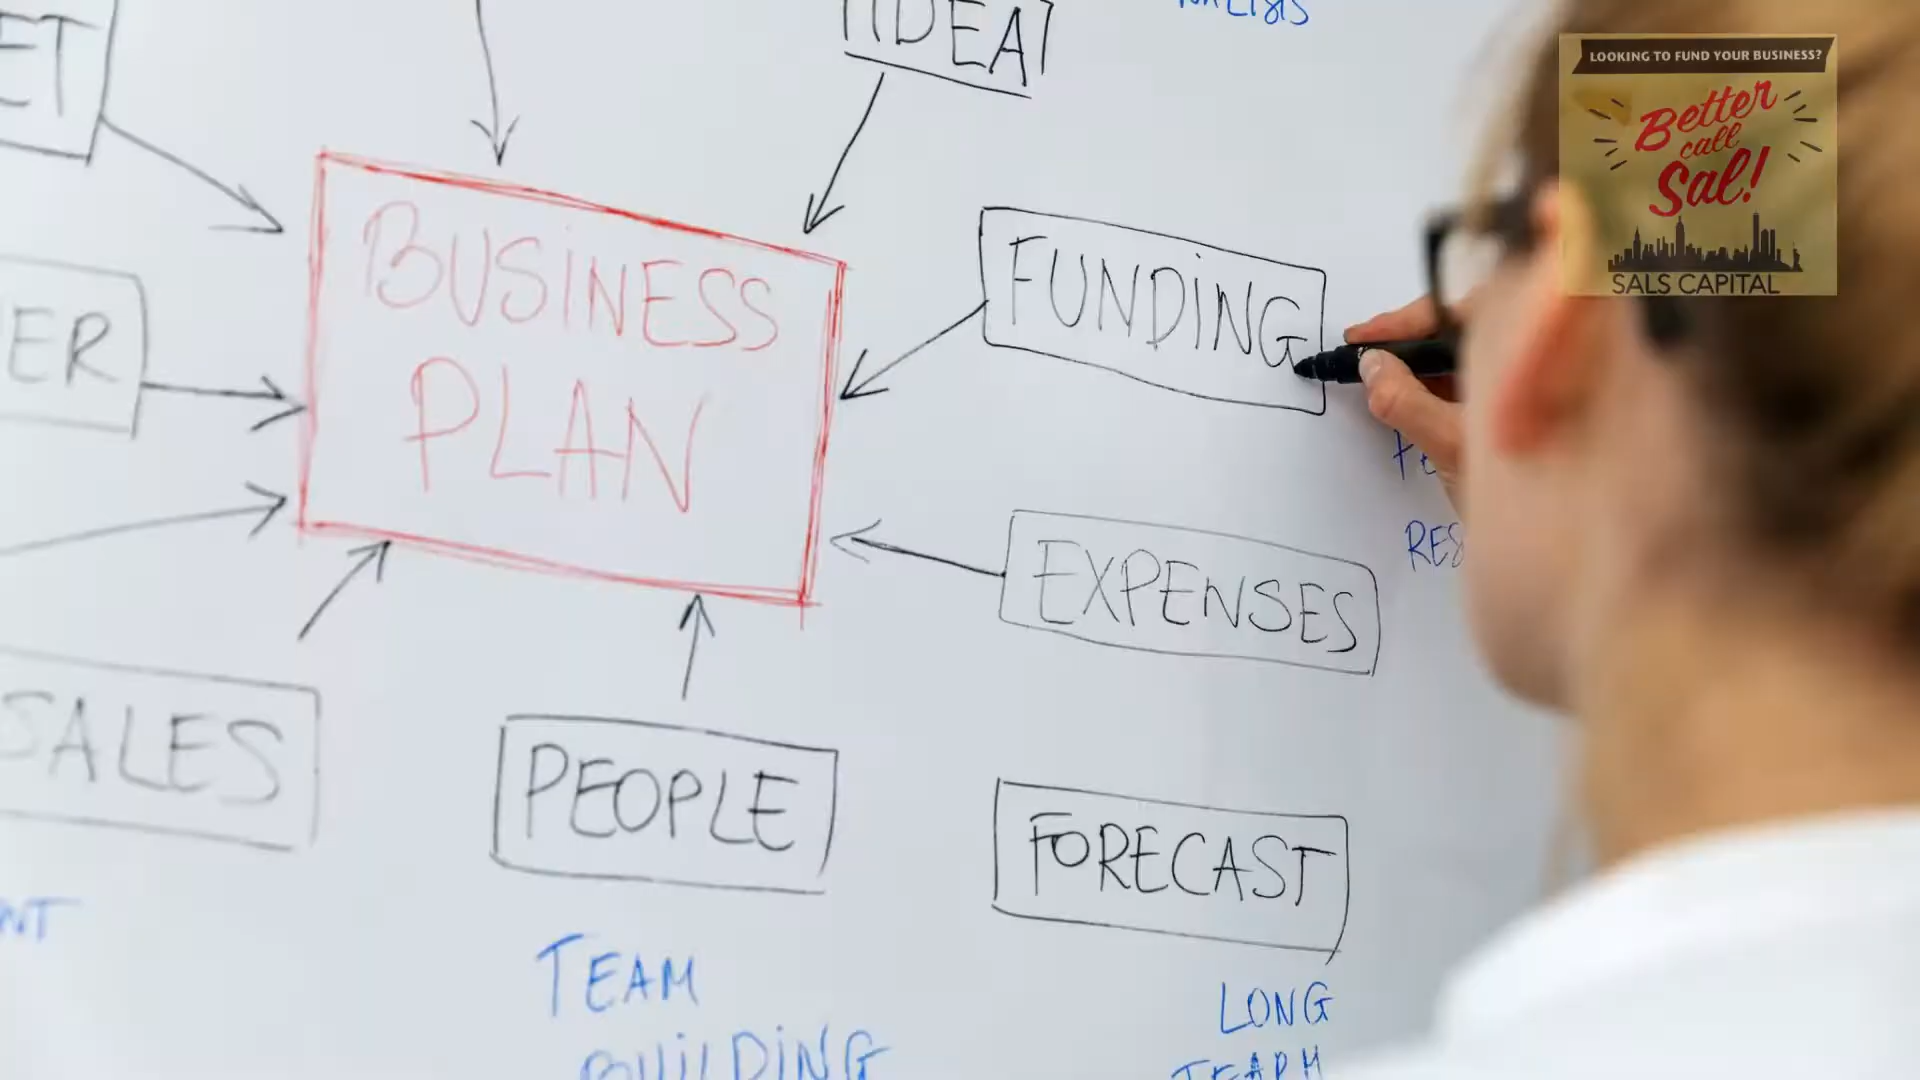 IDEA
LOOKING TO FUND YOUR BUSINESS?
Better
call
Sal!
SALS CAPITAL
BUSINESS
PLAN
FUNDING
EXPENSES
SALES
PEOPLE
FORECAST
TEAM
BUILDING
LONG